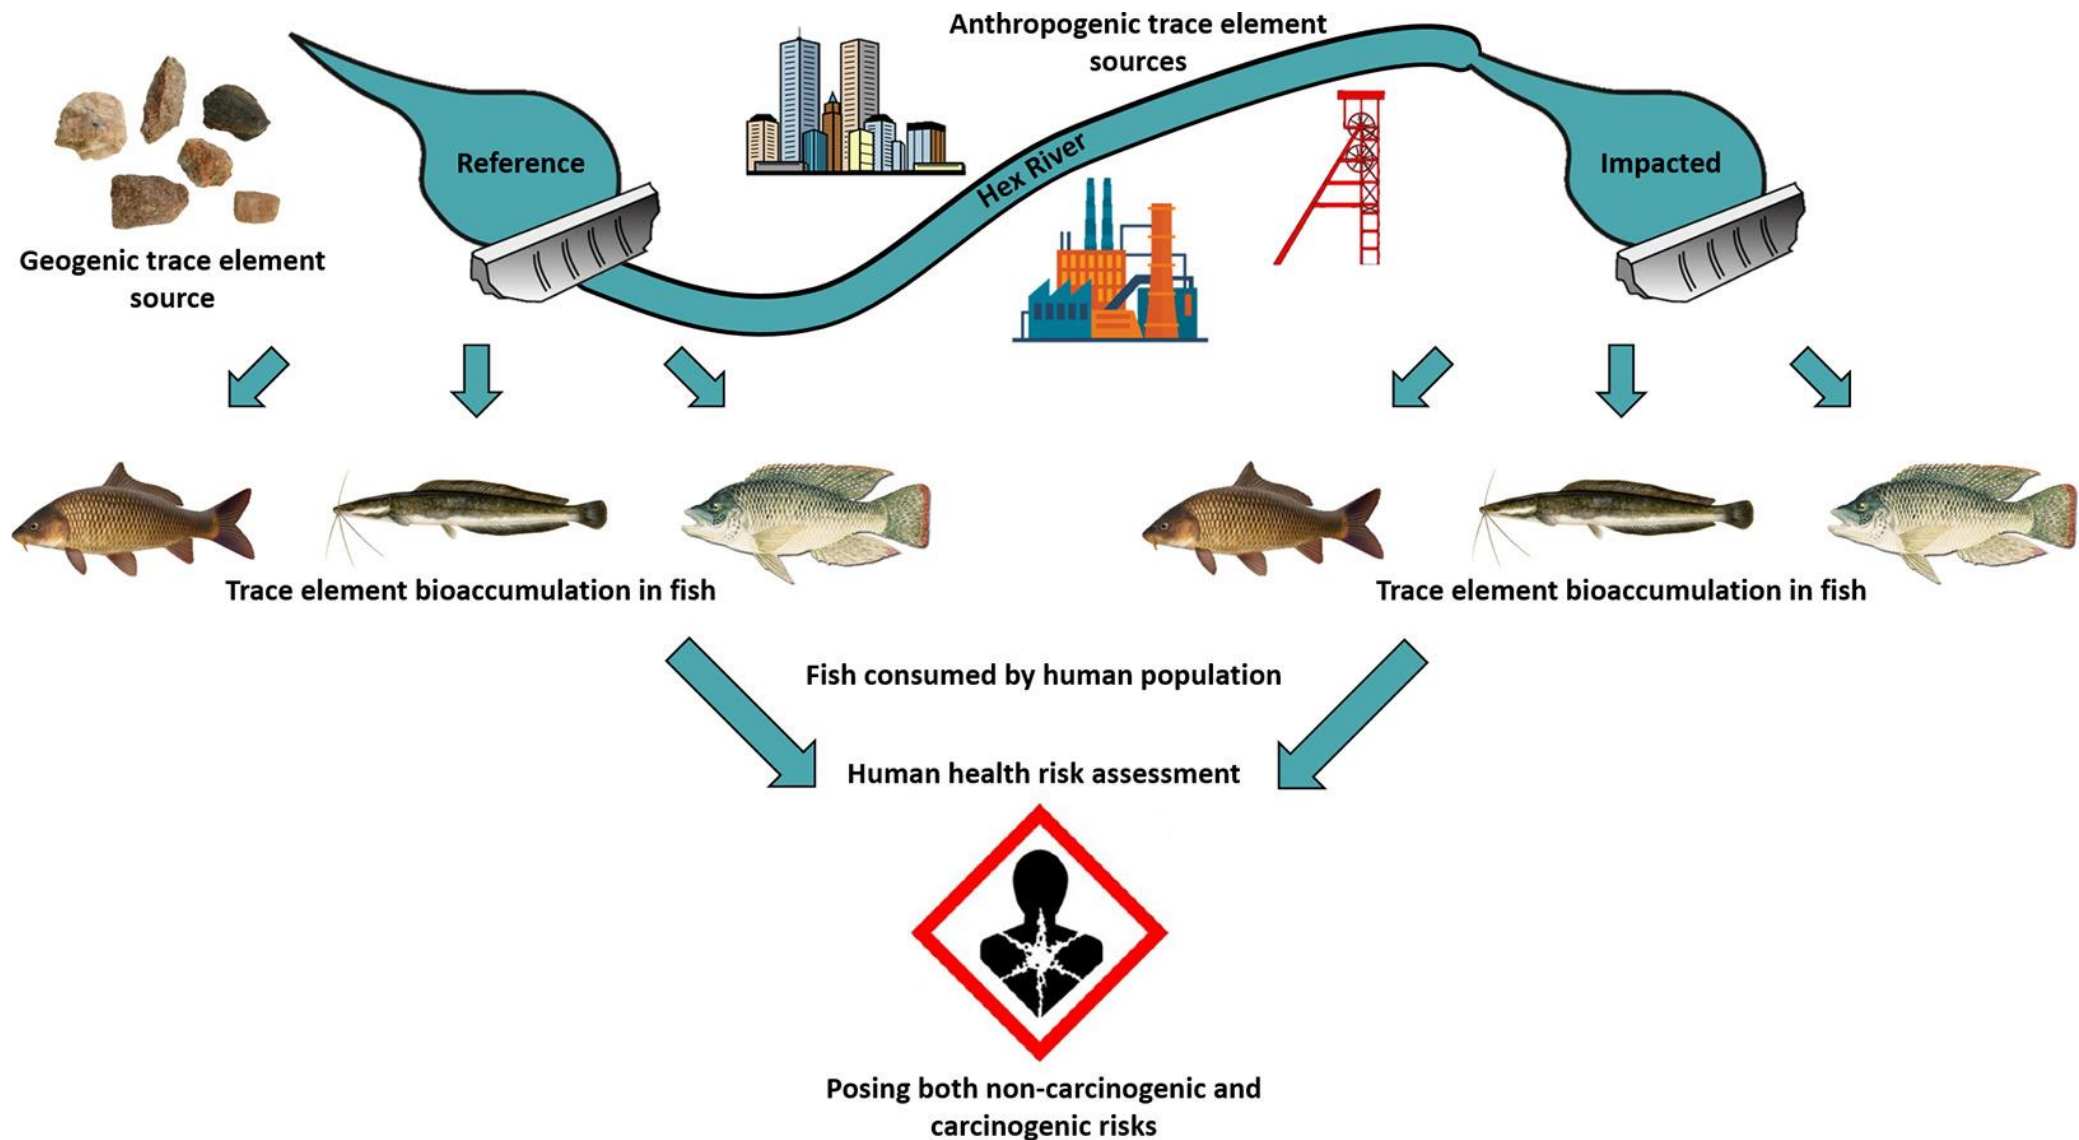 Anthropogenic trace element
sources
Reference
Hex River
Impacted
Geogenic trace element
source
Trace element bioaccumulation in fish
Trace element bioaccumulation in fish
Fish consumed by human population
Human health risk assessment
Posing both non-carcinogenic and
carcinogenic risks